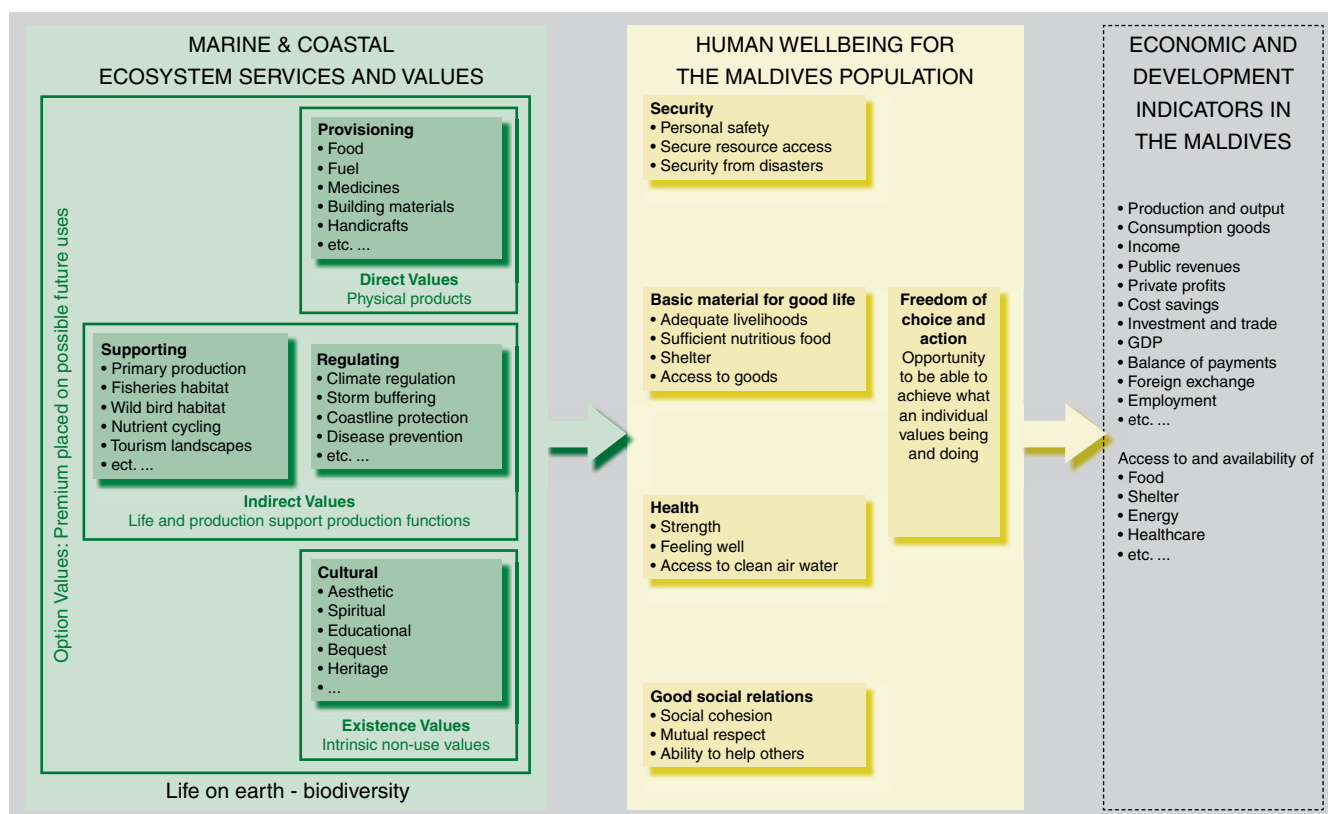 MARINE & COASTAL
ECOSYSTEM SERVICES AND VALUES
Option Values: Premium placed on possible future uses
Provisioning
• Food
• Fuel
• Medicines
• Building materials
• Handicrafts
• etc. ...
Direct Values
Physical products
Supporting
• Primary production
• Fisheries habitat
• Wild bird habitat
• Nutrient cycling
• Tourism landscapes
• ect. ...
Regulating
• Climate regulation
• Storm buffering
• Coastline protection
• Disease prevention
• etc. ...
Indirect Values
Life and production support production functions
Cultural
• Aesthetic
• Spiritual
• Educational
• Bequest
• Heritage
• ...
Existence Values
Intrinsic non-use values
Life on earth - biodiversity
HUMAN WELLBEING FOR
THE MALDIVES POPULATION
Security
• Personal safety
• Secure resource access
• Security from disasters
Basic material for good life
• Adequate livelihoods
• Sufficient nutritious food
• Shelter
• Access to goods
Freedom of
choice and
action
Opportunity
to be able to
achieve what
an individual
values being
and doing
Health
• Strength
• Feeling well
• Access to clean air water
Good social relations
• Social cohesion
• Mutual respect
• Ability to help others
ECONOMIC AND
DEVELOPMENT
INDICATORS IN
THE MALDIVES
• Production and output
• Consumption goods
• Income
• Public revenues
• Private profits
• Cost savings
• Investment and trade
• GDP
• Balance of payments
• Foreign exchange
• Employment
• etc. ...
Access to and availability of
• Food
• Shelter
• Energy
• Healthcare
• etc. ...